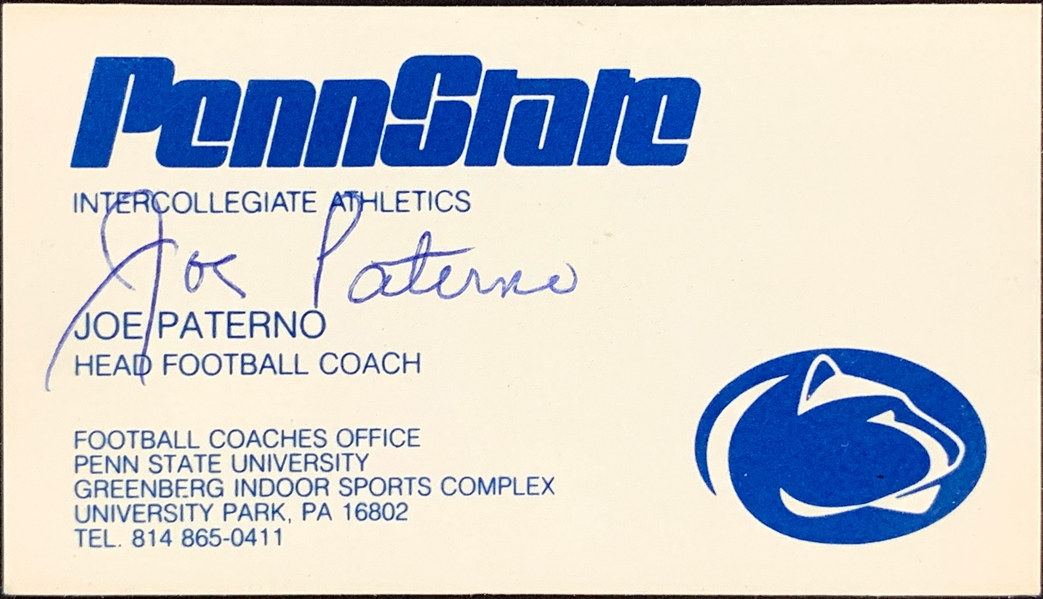 PennState
INTERCOLLEGIATE ATHLETICS
Joe Paterno
JOE PATERNO
HEAD FOOTBALL COACH
FOOTBALL COACHES OFFICE
PENN STATE UNIVERSITY
GREENBERG INDOOR SPORTS COMPLEX
UNIVERSITY PARK, PA 16802
TEL. 814 865-0411